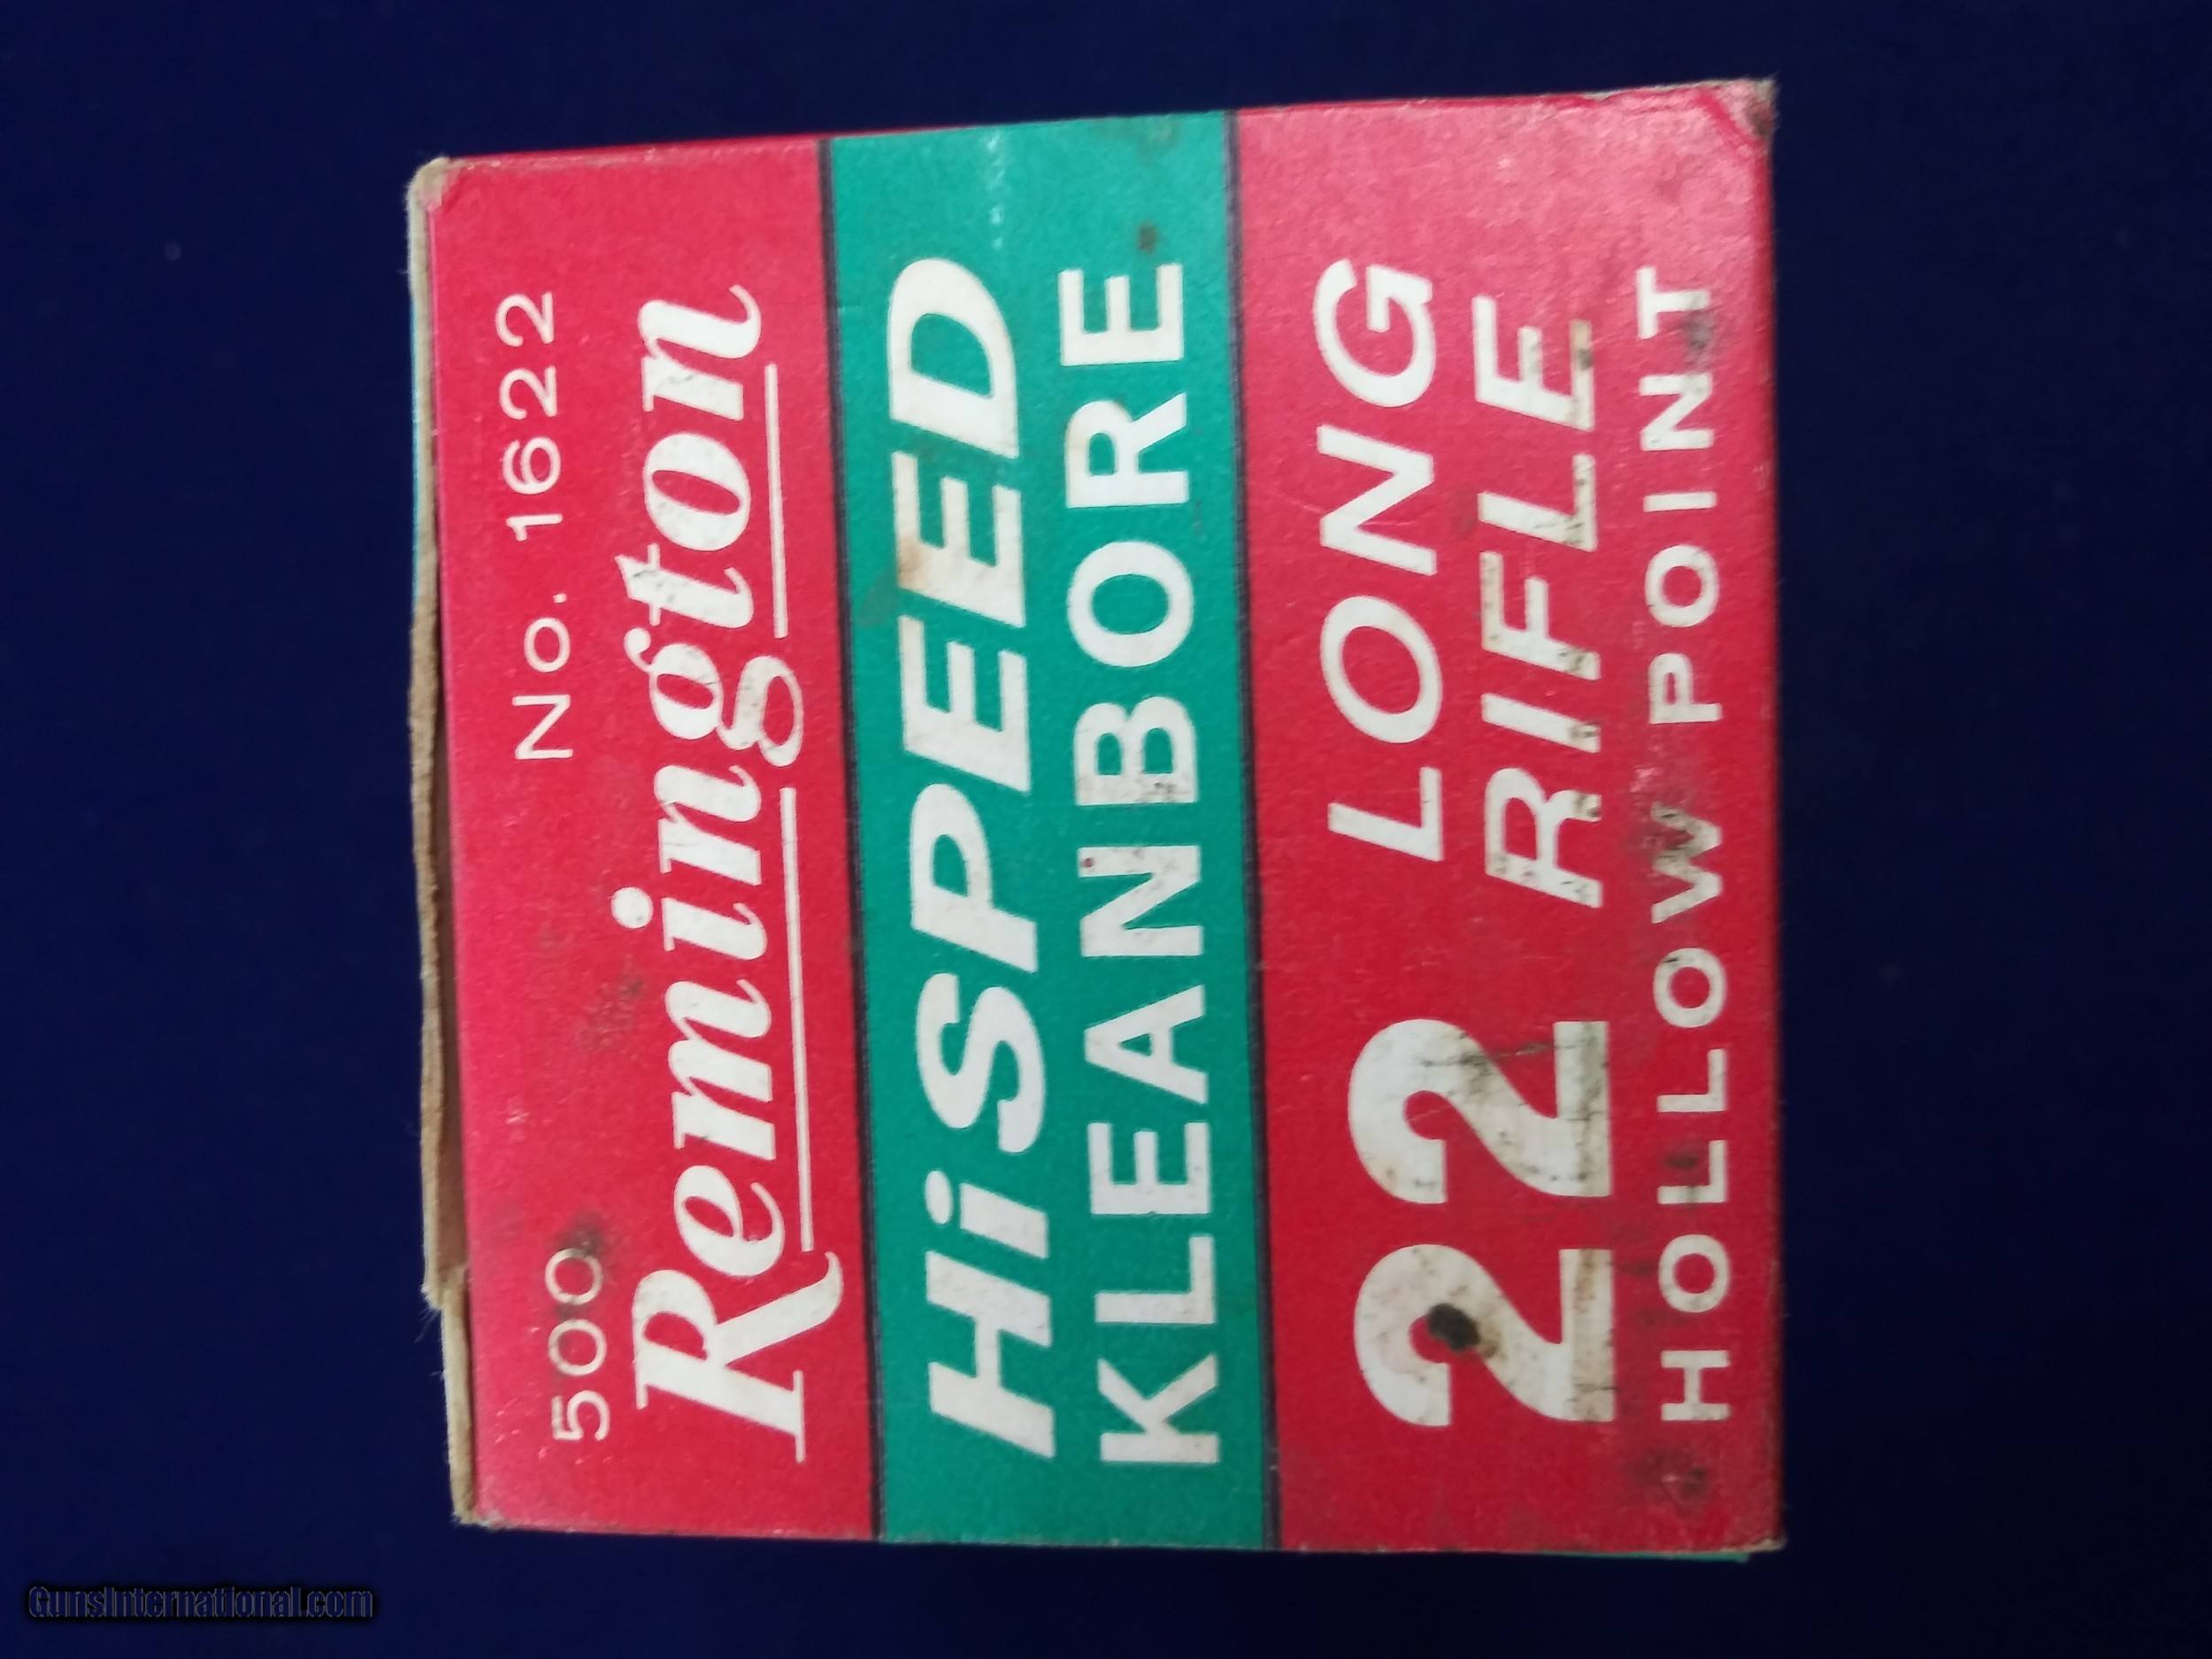 500 No. 1622
Remington
HiSPEED
KLEANBORE
22 LONG
RIFLE
HOLLOW POINT
GunsInternational.com